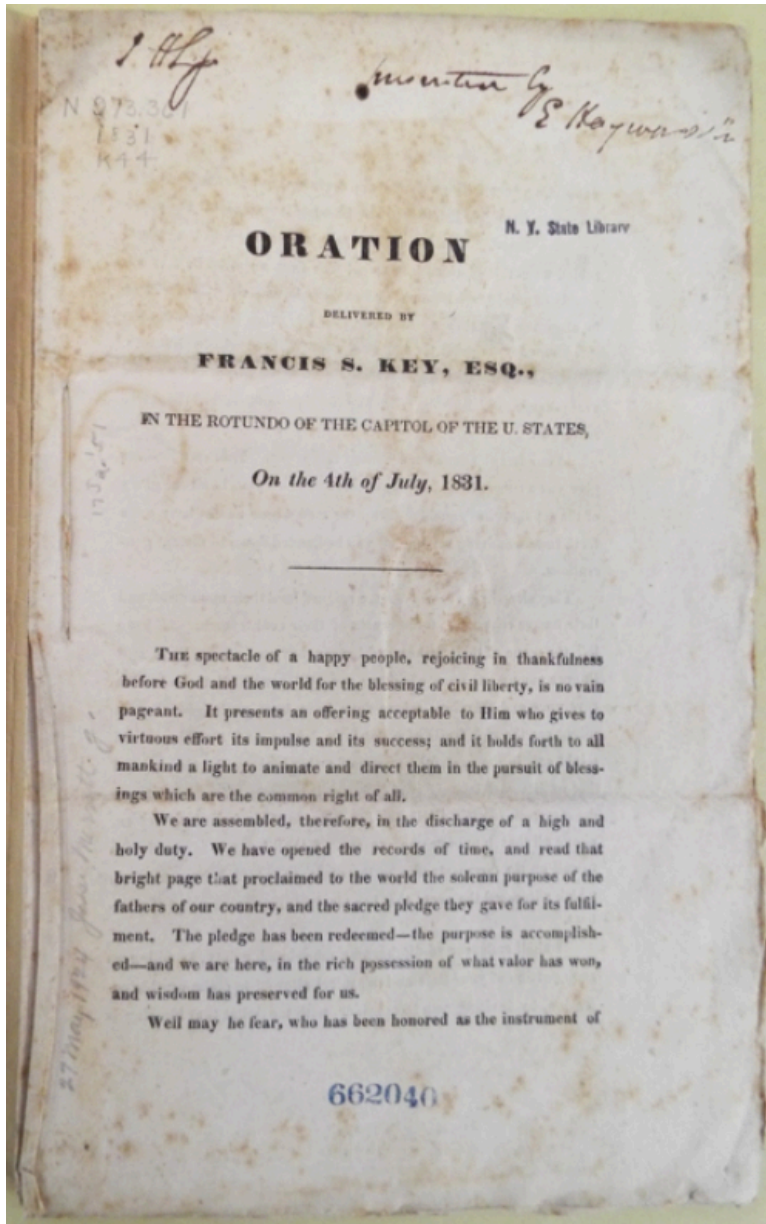 N 973.361
1831
K44
N. Y. State Library
ORATION
DELIVERED BY
FRANCIS S. KEY, ESQ.,
IN THE ROTUNDO OF THE CAPITOL OF THE U. STATES,
On the 4th of July, 1831.
THE spectacle of a happy people, rejoicing in thankfulness
before God and the world for the blessing of civil liberty, is no vain
pageant. It presents an offering acceptable to Him who gives to
virtuous effort its impulse and its success; and it holds forth to all
mankind a light to animate and direct them in the pursuit of bless-
ings which are the common right of all.
We are assembled, therefore, in the discharge of a high and
holy duty. We have opened the records of time, and read that
bright page that proclaimed to the world the solemn purpose of the
fathers of our country, and the sacred pledge they gave for its fulfil-
ment. The pledge has been redeemed—the purpose is accomplish-
ed—and we are here, in the rich possession of what valor has won,
and wisdom has preserved for us.
Well may he fear, who has been honored as the instrument of
662040
27 May 1924